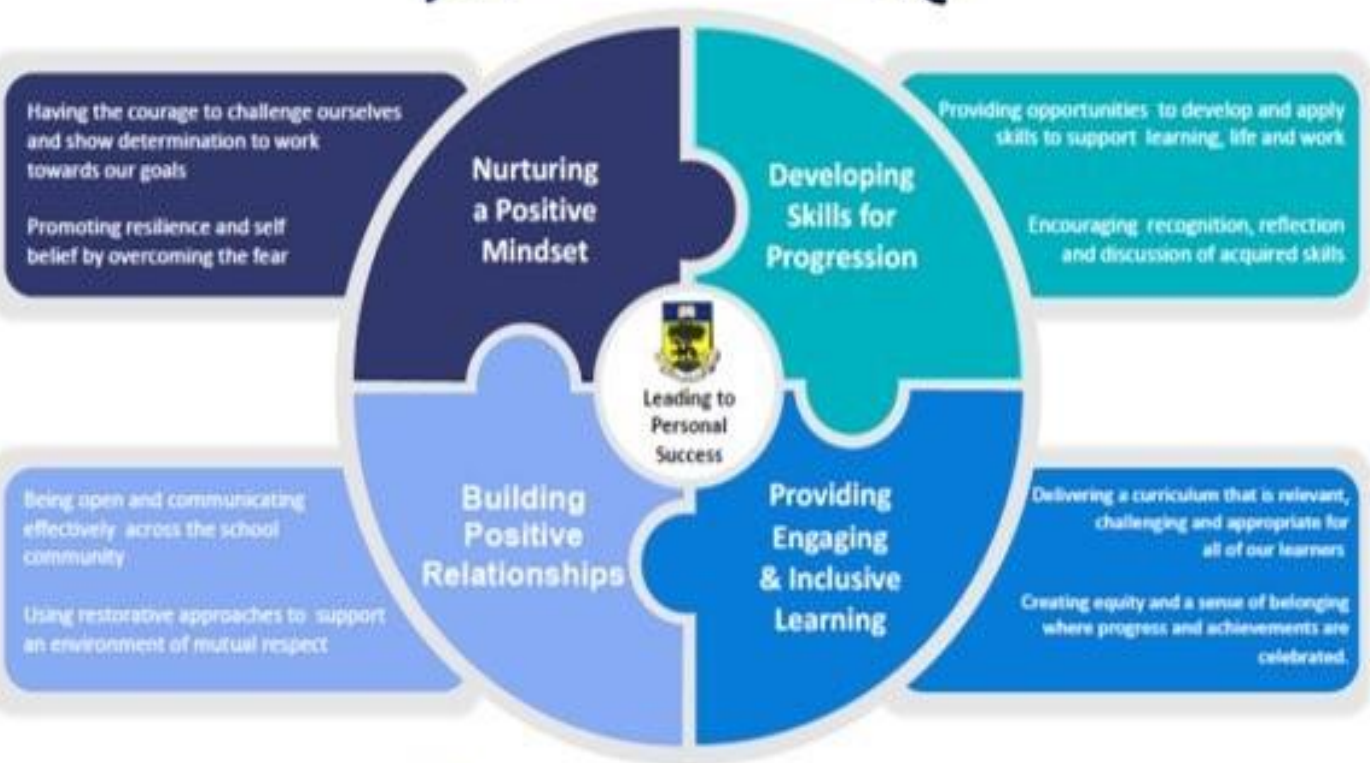 Having the courage to challenge ourselves
and show determination to work
towards our goals
Promoting resilience and self
belief by overcoming the fear
Nurturing
a Positive
Mindset
Developing
Skills for
Progression
Providing opportunities to develop and apply
skills to support learning, life and work
Encouraging recognition, reflection
and discussion of acquired skills
Leading to
Personal
Success
Being open and communicating
effectively across the school
community
Using restorative approaches to support
an environment of mutual respect
Building
Positive
Relationships
Providing
Engaging
& Inclusive
Learning
Delivering a curriculum that is relevant,
challenging and appropriate for
all of our learners
Creating equity and a sense of belonging
where progress and achievements are
celebrated.